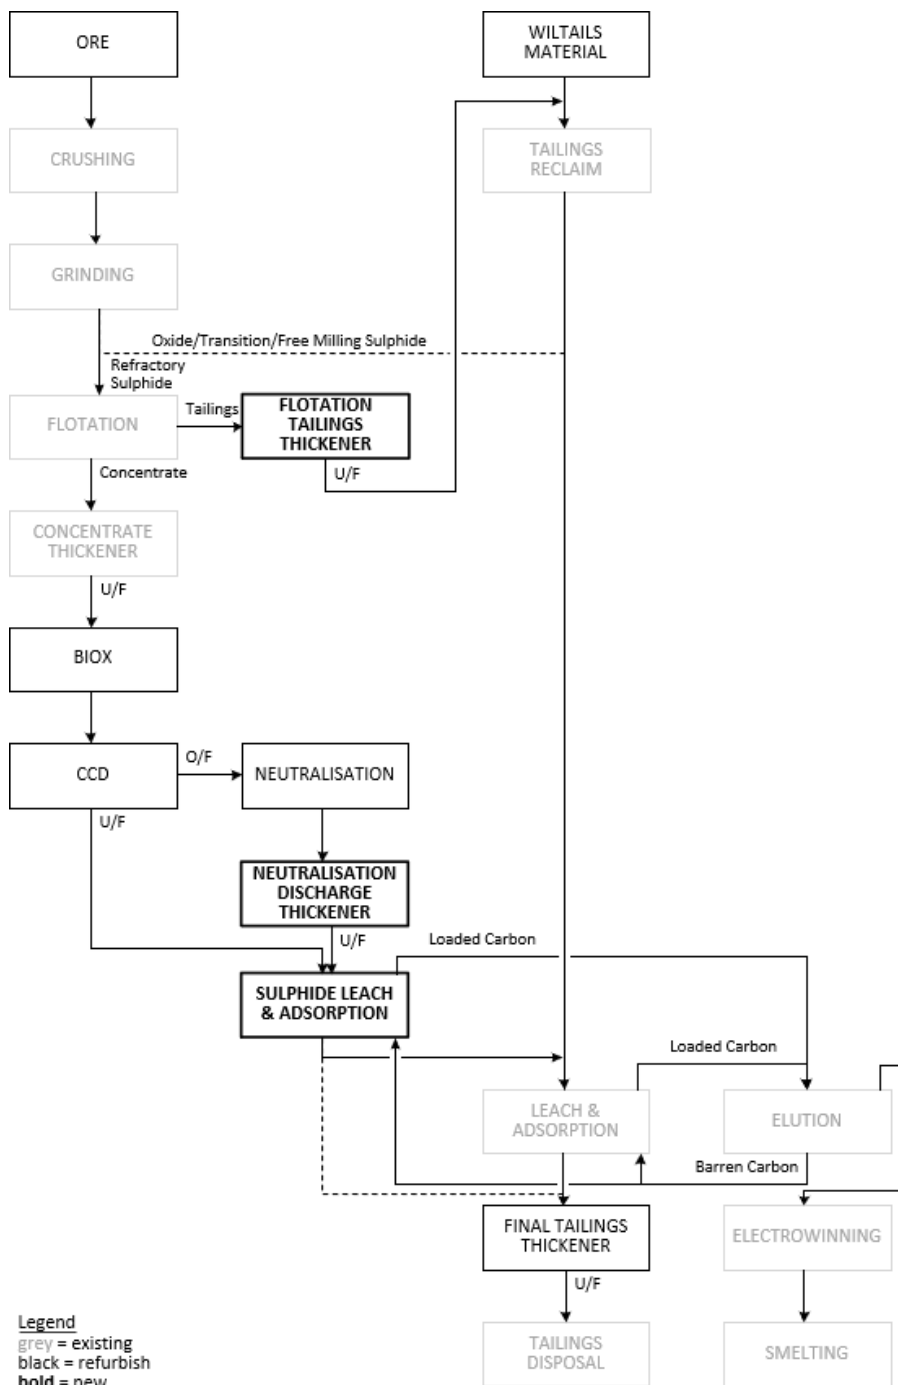 ORE
WILTAILS
MATERIAL
CRUSHING
TAILINGS
RECLAIM
GRINDING
Oxide/Transition/Free Milling Sulphide
Refractory
Sulphide
FLOTATION
Tailings
FLOTATION
TAILINGS
THICKENER
U/F
Concentrate
CONCENTRATE
THICKENER
U/F
BIOX
CCD
O/F
NEUTRALISATION
U/F
NEUTRALISATION
DISCHARGE
THICKENER
U/F
Loaded Carbon
SULPHIDE LEACH
& ADSORPTION
Loaded Carbon
LEACH &
ADSORPTION
ELUTION
Barren Carbon
FINAL TAILINGS
THICKENER
ELECTROWINNING
U/F
TAILINGS
DISPOSAL
SMELTING
Legend
grey = existing
black = refurbish
bold = new